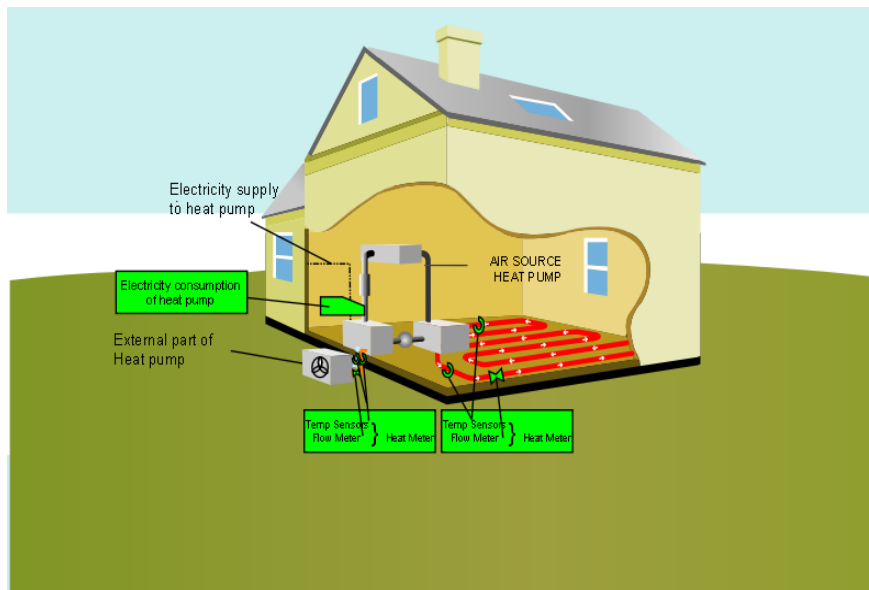 Electricity supply
to heat pump
AIR SOURCE
HEAT PUMP
Electricity consumption
of heat pump
External part of
Heat pump
Temp Sensors
Flow Meter } Heat Meter
Temp Sensors
Flow Meter } Heat Meter